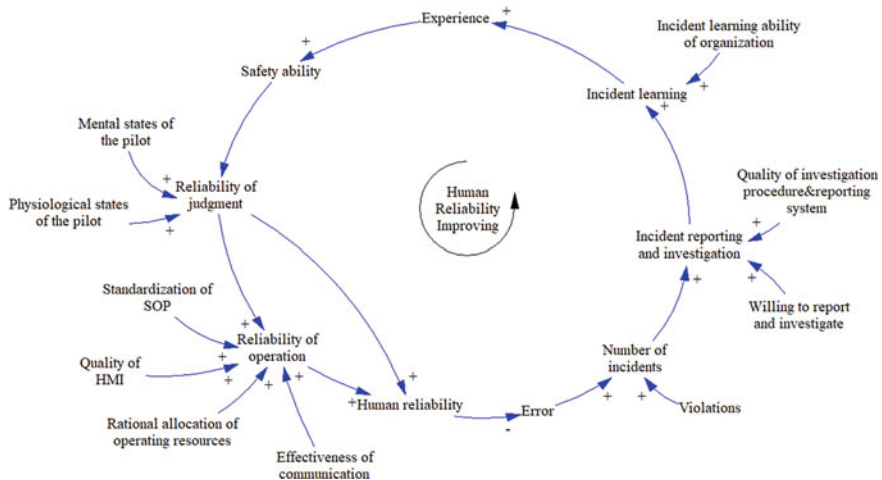 Experience
+
+
Incident learning ability
of organization
Safety ability
Incident learning
+
+
Mental states of
the pilot
+
Reliability of
judgment
Physiological states
of the pilot
+
Human
Reliability
Improving
Quality of investigation
procedure&reporting
system
+
Incident reporting
and investigation
+
+
Willing to report
and investigate
Standardization of
SOP
+
+
Reliability of
operation
Quality of
HMI
+
+
+
Rational allocation of
operating resources
Effectiveness of
communication
+
+
Human reliability
-
Error
Number of
incidents
+
+
Violations